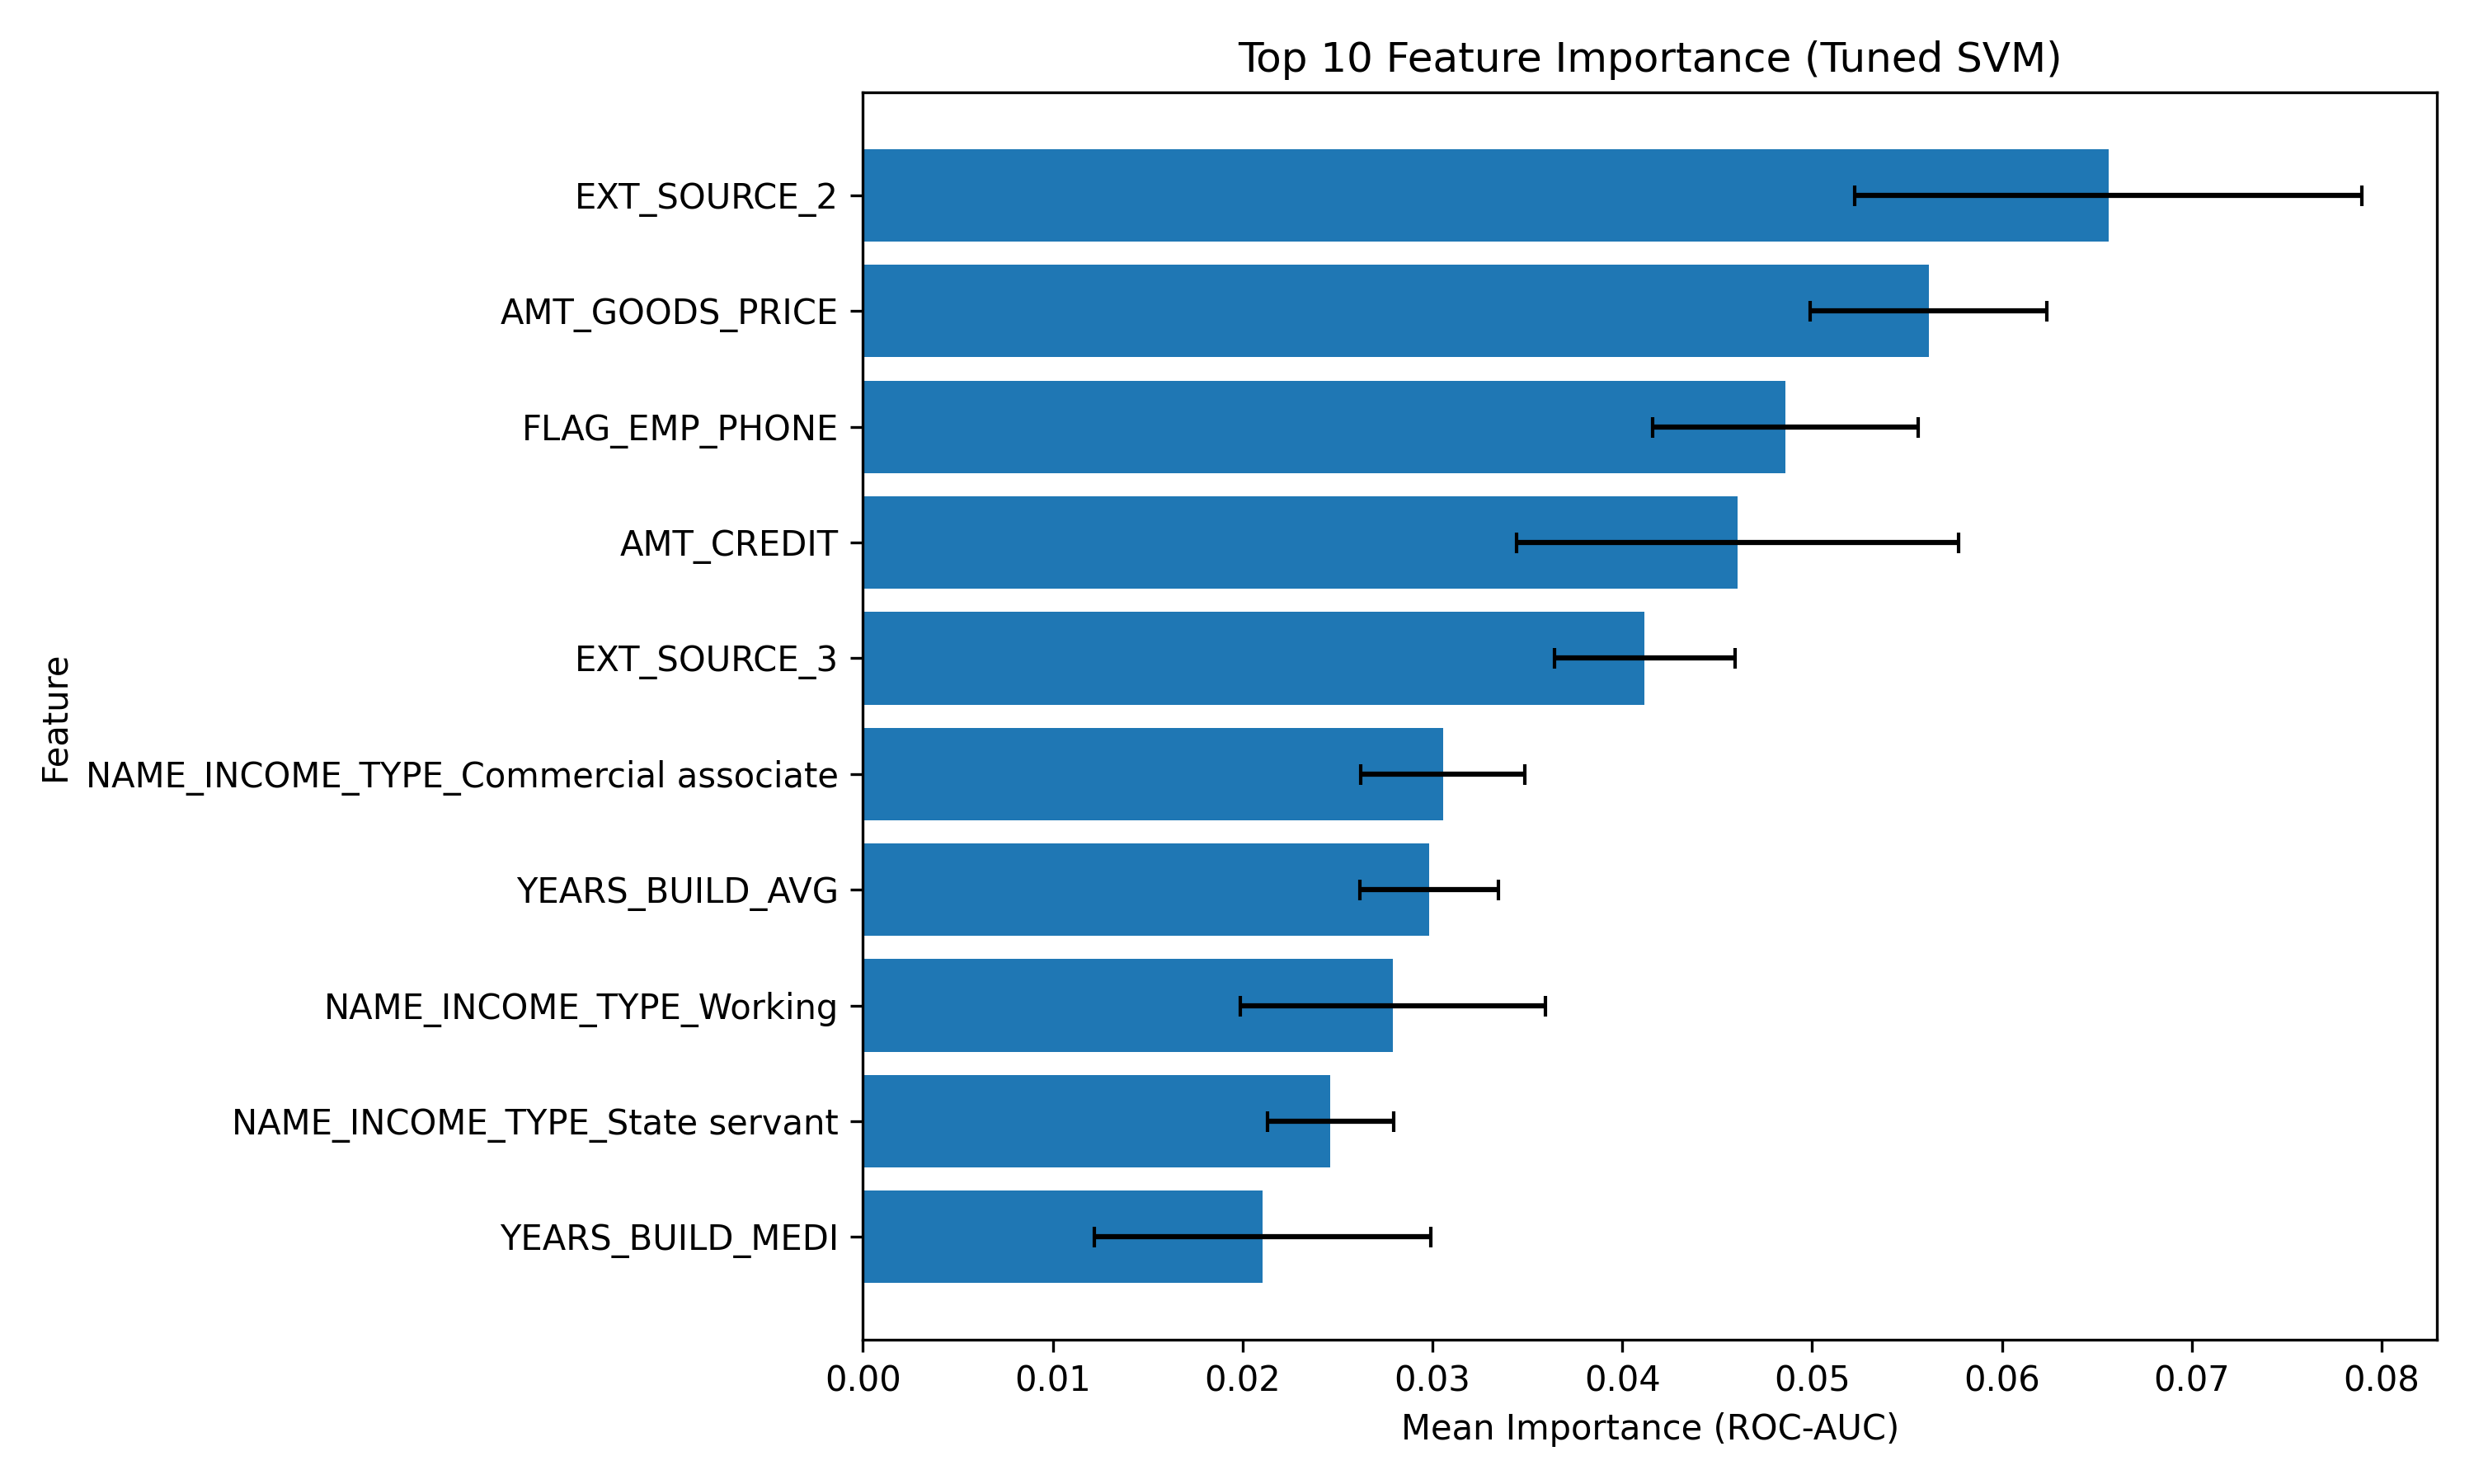 Top 10 Feature Importance (Tuned SVM)
Feature
EXT_SOURCE_2
AMT_GOODS_PRICE
FLAG_EMP_PHONE
AMT_CREDIT
EXT_SOURCE_3
NAME_INCOME_TYPE_Commercial associate
YEARS_BUILD_AVG
NAME_INCOME_TYPE_Working
NAME_INCOME_TYPE_State servant
YEARS_BUILD_MEDI
0.00 0.01 0.02 0.03 0.04 0.05 0.06 0.07 0.08
Mean Importance (ROC-AUC)